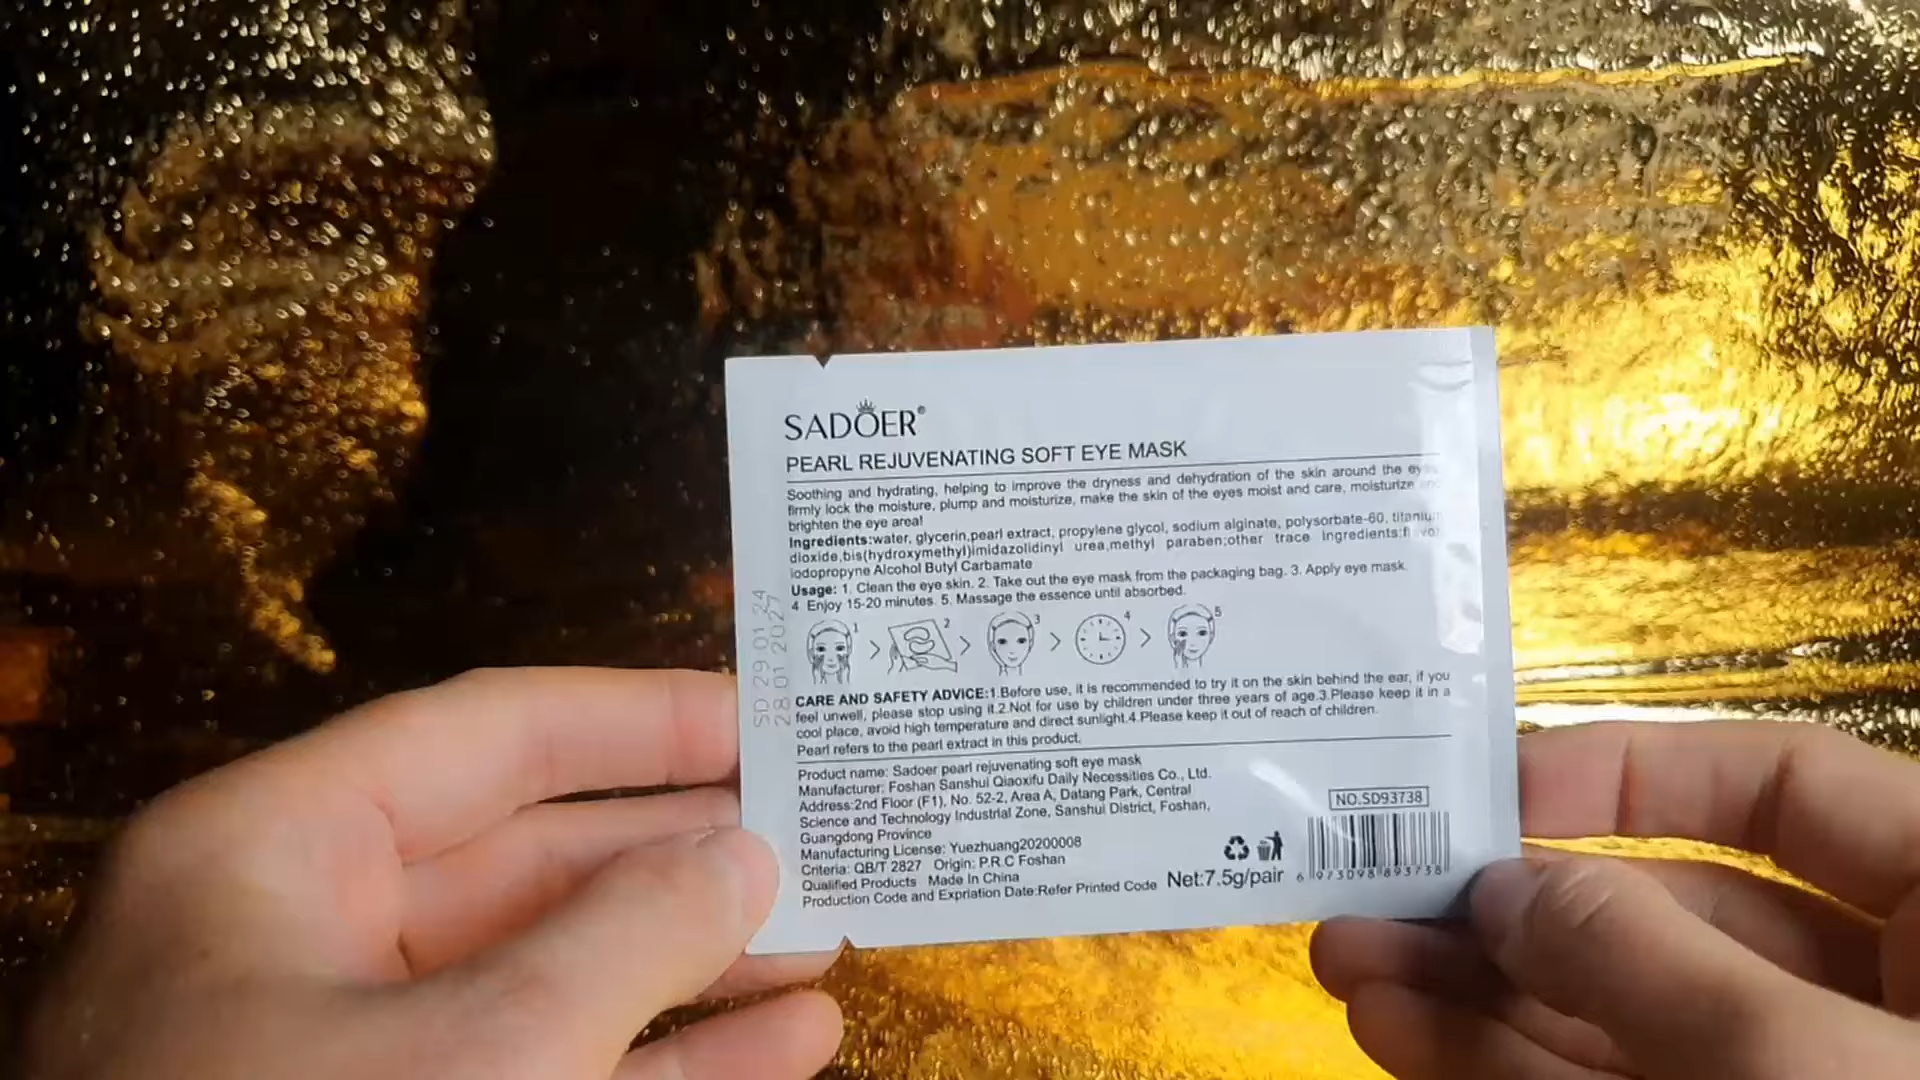 SADOER®
PEARL REJUVENATING SOFT EYE MASK
Soothing and hydrating, helping to improve the dryness and dehydration of the skin around the
firmly lock the moisture, plump and moisturize, make the skin of the eyes moist and care, moisturize
brighten the eye area!
Ingredients:water, glycerin,pearl extract, propylene glycol, sodium alginate, polysorbate-60, titanium
dioxide,bis(hydroxymethyl)imidazolidinyl urea,methyl paraben;other trace ingredients:
iodopropyne Alcohol Butyl Carbamate
Usage: 1. Clean the eye skin. 2. Take out the eye mask from the packaging bag. 3. Apply eye mask.
4 Enjoy 15-20 minutes. 5. Massage the essence until absorbed.
1 > 2 > 3 > 4 > 5
SD 29 01 24
28 01 2027
CARE AND SAFETY ADVICE:1.Before use, it is recommended to try it on the skin behind the ear, if you
feel unwell, please stop using it.2.Not for use by children under three years of age.3.Please keep it in a
cool place, avoid high temperature and direct sunlight.4.Please keep it out of reach of children.
Pearl refers to the pearl extract in this product.
Product name: Sadoer pearl rejuvenating soft eye mask
Manufacturer: Foshan Sanshui Qiaoxifu Daily Necessities Co., Ltd.
Address:2nd Floor (F1), No. 52-2, Area A, Datang Park, Central
Science and Technology Industrial Zone, Sanshui District, Foshan,
Guangdong Province
Manufacturing License: Yuezhuang20200008
Criteria: QB/T 2827 Origin: P.R.C Foshan
Qualified Products Made In China
Production Code and Expriation Date:Refer Printed Code
Net:7.5g/pair
NO.SD93738
6 973098 893738